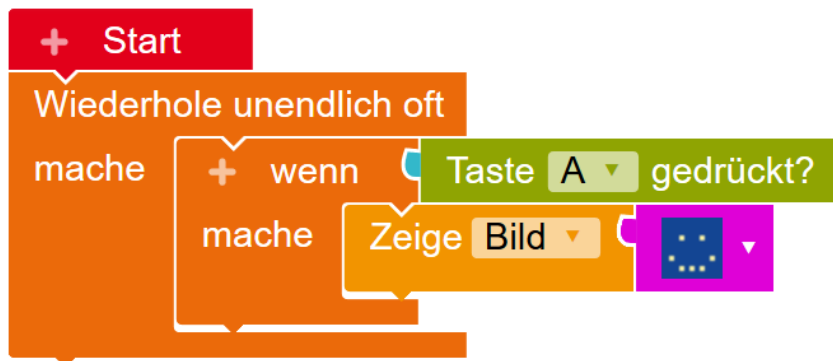 + Start
Wiederhole unendlich oft
mache + wenn Taste A gedrückt?
mache Zeige Bild